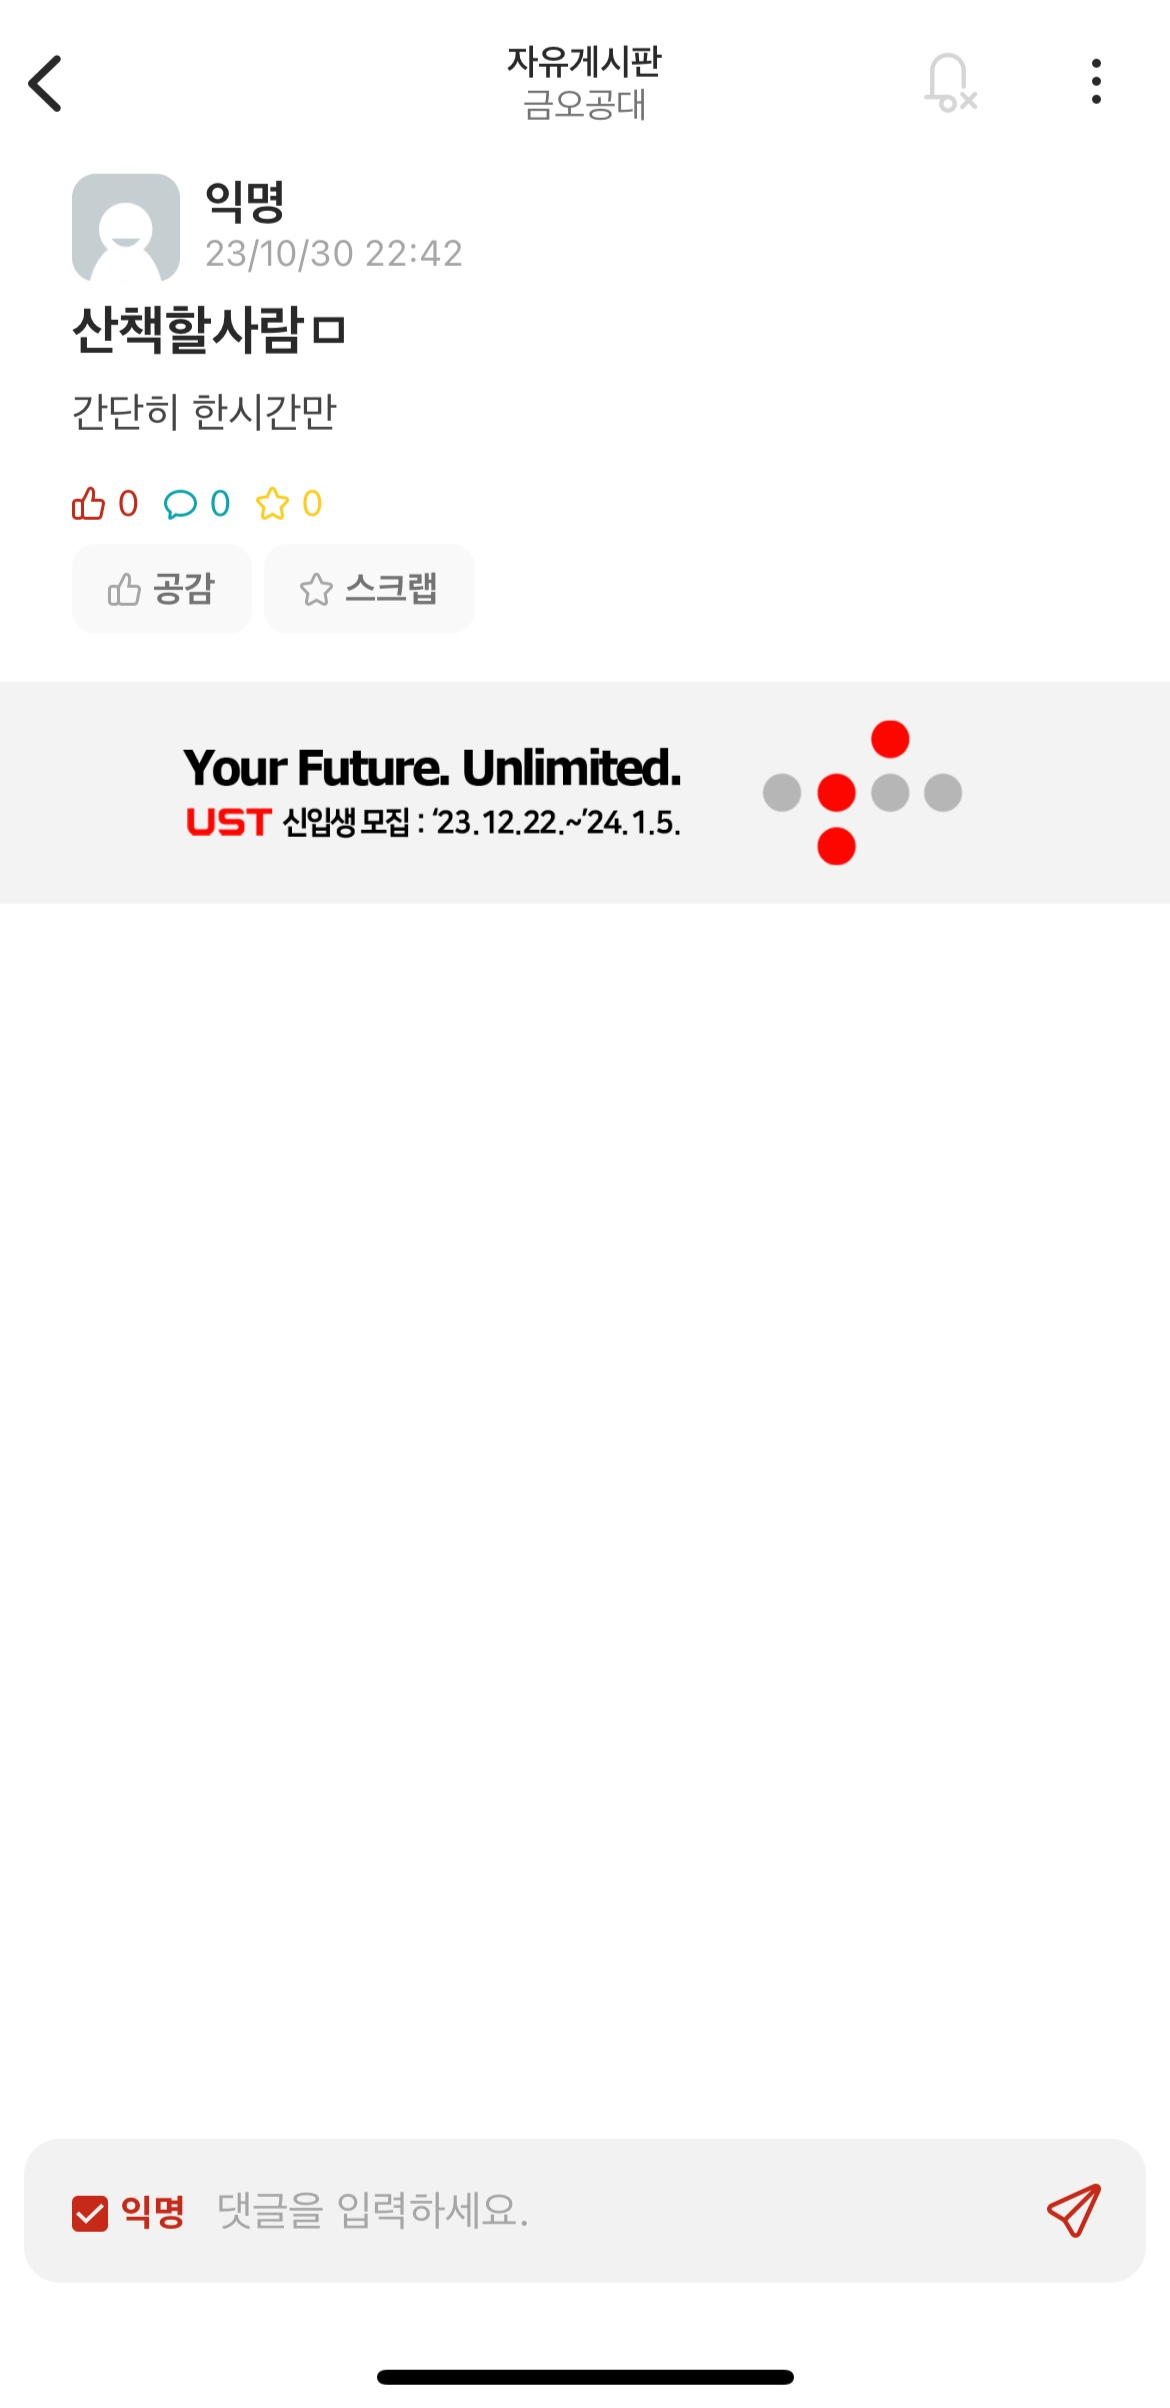 자유게시판
금오공대
익명
23/10/30 22:42
산책할사람ㅁ
간단히 한시간만
0 0 0
공감 스크랩
Your Future. Unlimited.
UST 신입생 모집 : ‘23.12.22.~’24.1.5.
익명 댓글을 입력하세요.